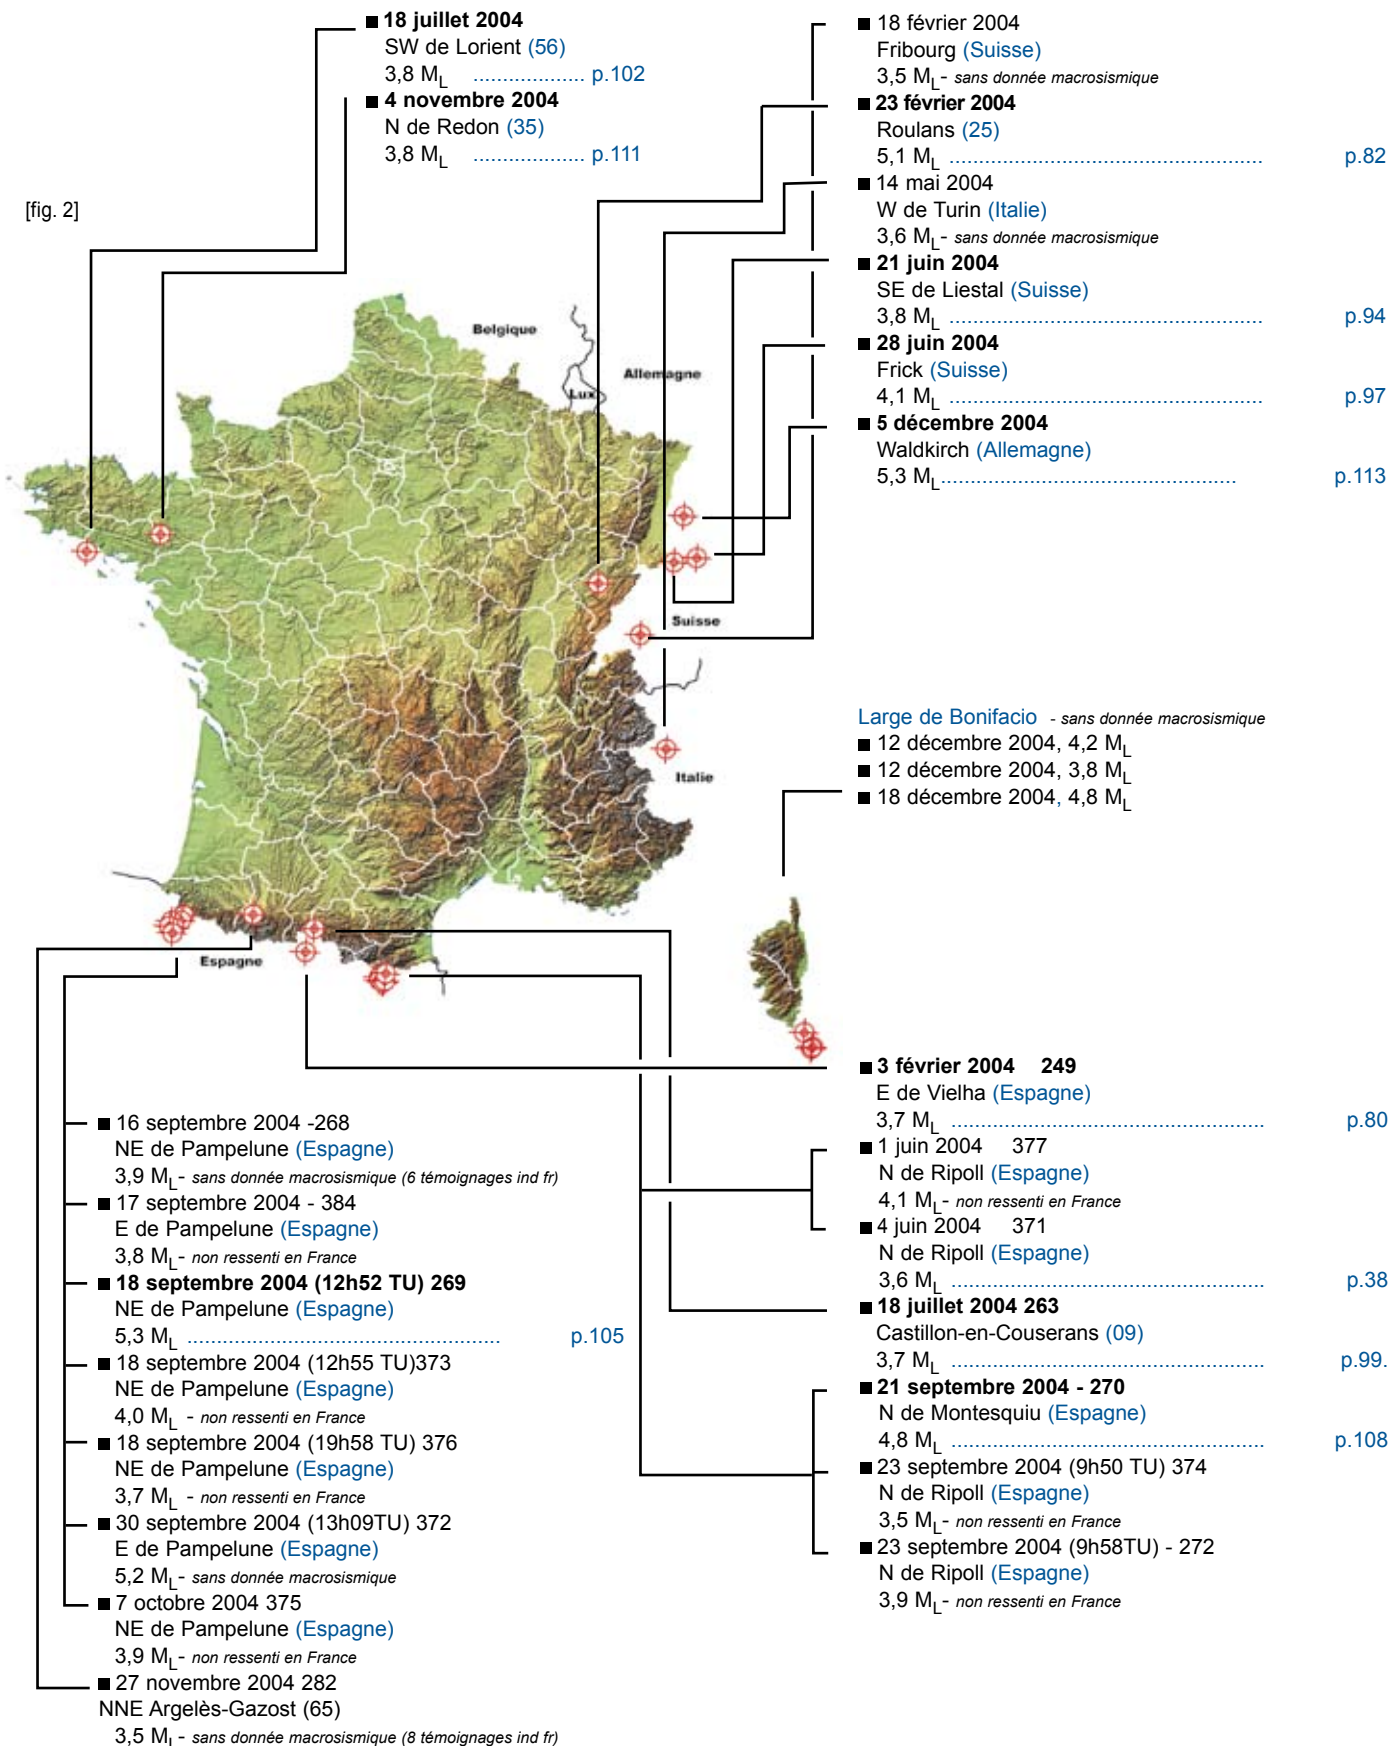 ■ 18 juillet 2004
SW de Lorient (56)
3,8 ML ................... p.102
■ 4 novembre 2004
N de Redon (35)
3,8 ML ................... p.111
[fig. 2]
■ 18 février 2004
Fribourg (Suisse)
3,5 ML- sans donnée macrosismique
■ 23 février 2004
Roulans (25)
5,1 ML ..................................................... p.82
■ 14 mai 2004
W de Turin (Italie)
3,6 ML- sans donnée macrosismique
■ 21 juin 2004
SE de Liestal (Suisse)
3,8 ML ..................................................... p.94
■ 28 juin 2004
Frick (Suisse)
4,1 ML ..................................................... p.97
■ 5 décembre 2004
Waldkirch (Allemagne)
5,3 ML.................................................. p.113
Belgique
Allemagne
Lux
Suisse
Italie
Espagne
Large de Bonifacio - sans donnée macrosismique
■ 12 décembre 2004, 4,2 ML
■ 12 décembre 2004, 3,8 ML
■ 18 décembre 2004, 4,8 ML
■ 16 septembre 2004 -268
NE de Pampelune (Espagne)
3,9 ML- sans donnée macrosismique (6 témoignages ind fr)
■ 17 septembre 2004 - 384
E de Pampelune (Espagne)
3,8 ML- non ressenti en France
■ 18 septembre 2004 (12h52 TU) 269
NE de Pampelune (Espagne)
5,3 ML ..................................................... p.105
■ 18 septembre 2004 (12h55 TU)373
NE de Pampelune (Espagne)
4,0 ML - non ressenti en France
■ 18 septembre 2004 (19h58 TU) 376
NE de Pampelune (Espagne)
3,7 ML - non ressenti en France
■ 30 septembre 2004 (13h09TU) 372
E de Pampelune (Espagne)
5,2 ML- sans donnée macrosismique
■ 7 octobre 2004 375
NE de Pampelune (Espagne)
3,9 ML- non ressenti en France
■ 27 novembre 2004 282
NNE Argelès-Gazost (65)
3,5 ML- sans donnée macrosismique (8 témoignages ind fr)
■ 3 février 2004 249
E de Vielha (Espagne)
3,7 ML ..................................................... p.80
■ 1 juin 2004 377
N de Ripoll (Espagne)
4,1 ML- non ressenti en France
■ 4 juin 2004 371
N de Ripoll (Espagne)
3,6 ML ..................................................... p.38
■ 18 juillet 2004 263
Castillon-en-Couserans (09)
3,7 ML ..................................................... p.99.
■ 21 septembre 2004 - 270
N de Montesquiu (Espagne)
4,8 ML ..................................................... p.108
■ 23 septembre 2004 (9h50 TU) 374
N de Ripoll (Espagne)
3,5 ML- non ressenti en France
■ 23 septembre 2004 (9h58TU) - 272
N de Ripoll (Espagne)
3,9 ML- non ressenti en France